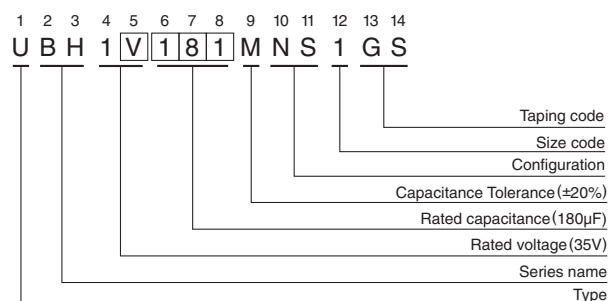 1 2 3 4 5 6 7 8 9 10 11 12 13 14
U B H 1 V 1 8 1 M N S 1 G S
Taping code
Size code
Configuration
Capacitance Tolerance (±20%)
Rated capacitance (180µF)
Rated voltage (35V)
Series name
Type